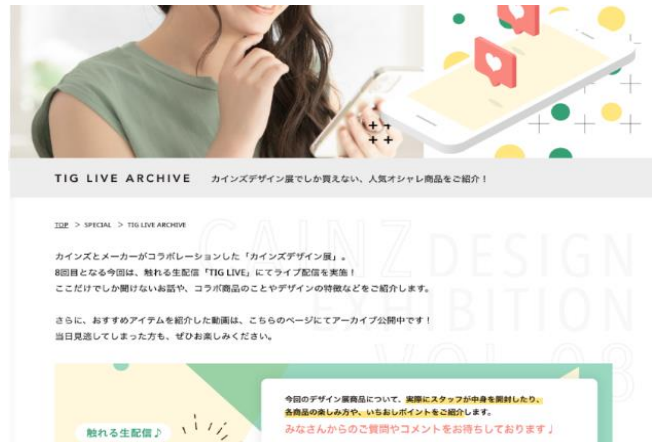 TIG LIVE ARCHIVE カインズデザイン展でしか買えない、人気オシャレ商品をご紹介！
TOP > SPECIAL > TIG LIVE ARCHIVE
CAINZ DESIGN
EXHIBITION
VOL.08
カインズとメーカーがコラボレーションした「カインズデザイン展」。
8回目となる今回は、触れる生配信「TIG LIVE」にてライブ配信を実施！
ここだけでしか聞けないお話や、コラボ商品のことやデザインの特徴などをご紹介します。
さらに、おすすめアイテムを紹介した動画は、こちらのページにてアーカイブ公開中です！
当日見逃してしまった方も、ぜひお楽しみください。
触れる生配信♪
今回のデザイン展商品について、実際にスタッフが中身を開封したり、
各商品の楽しみ方や、いちおしポイントをご紹介します。
みなさんからのご質問やコメントをお待ちしております♩